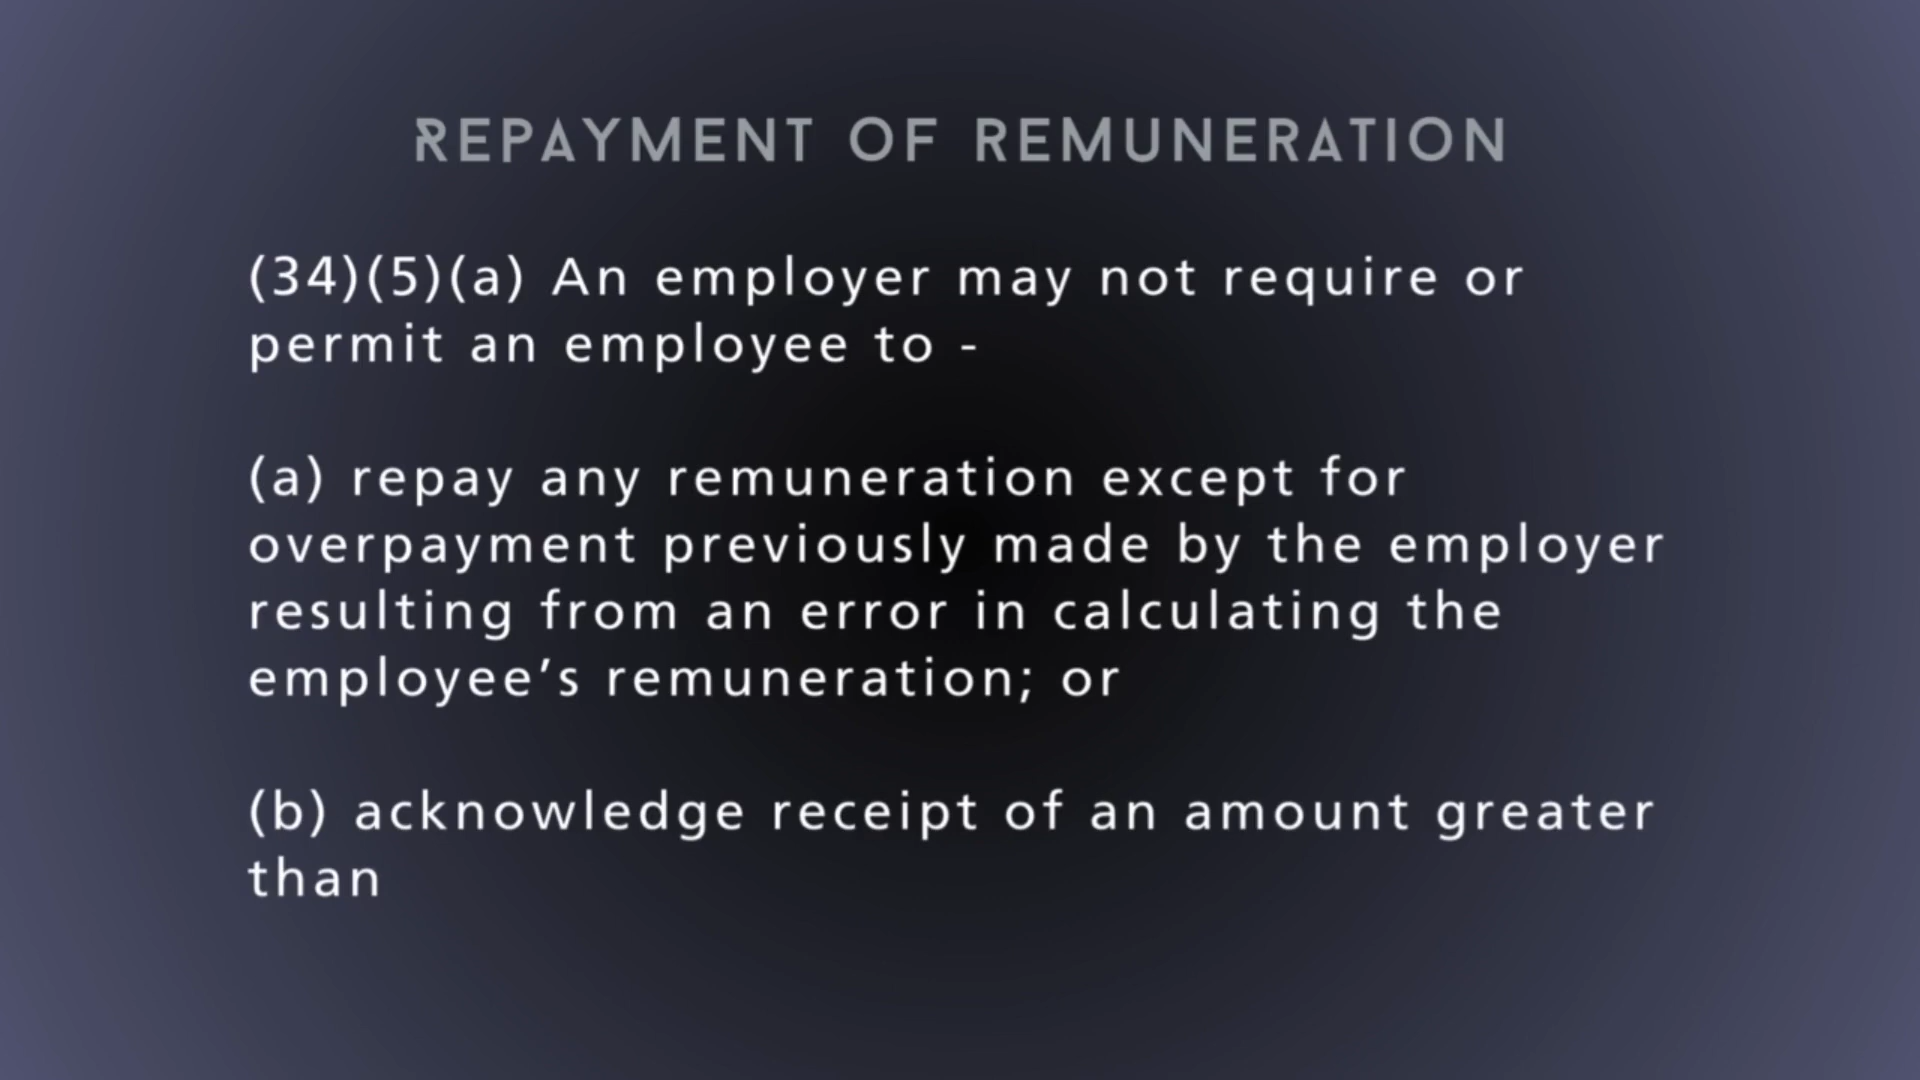 REPAYMENT OF REMUNERATION
(34)(5)(a) An employer may not require or
permit an employee to -
(a) repay any remuneration except for
overpayment previously made by the employer
resulting from an error in calculating the
employee’s remuneration; or
(b) acknowledge receipt of an amount greater
than